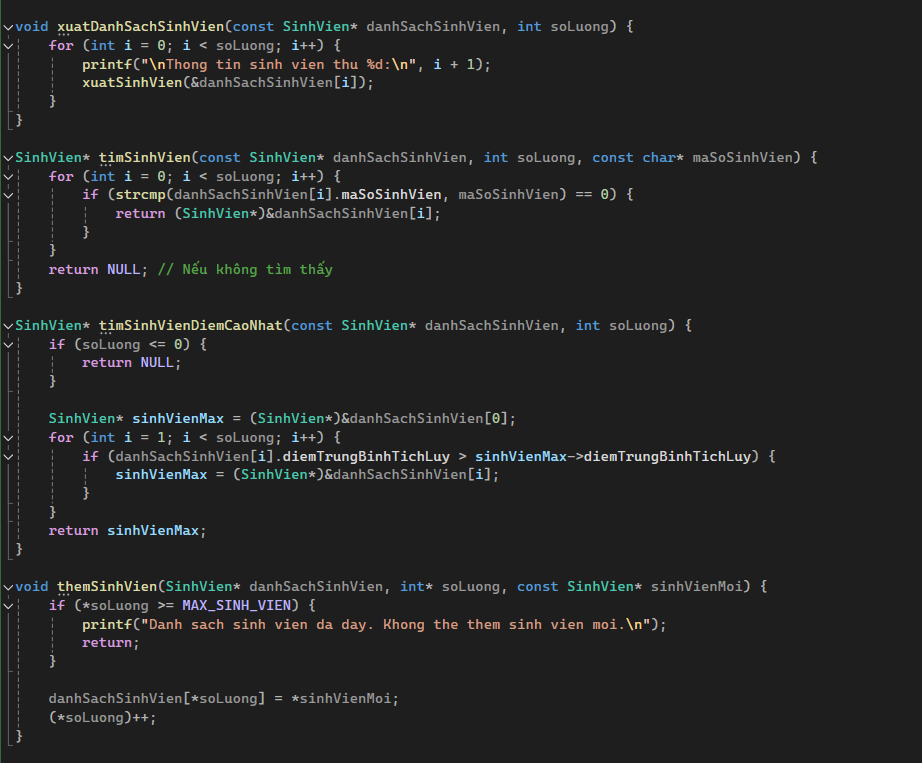 void xuatDanhSachSinhVien(const SinhVien* danhSachSinhVien, int soLuong) {
    for (int i = 0; i < soLuong; i++) {
        printf("\nThong tin sinh vien thu %d:\n", i + 1);
        xuatSinhVien(&danhSachSinhVien[i]);
    }
}

SinhVien* timSinhVien(const SinhVien* danhSachSinhVien, int soLuong, const char* maSoSinhVien) {
    for (int i = 0; i < soLuong; i++) {
        if (strcmp(danhSachSinhVien[i].maSoSinhVien, maSoSinhVien) == 0) {
            return (SinhVien*)&danhSachSinhVien[i];
        }
    }
    return NULL; // Nếu không tìm thấy
}

SinhVien* timSinhVienDiemCaoNhat(const SinhVien* danhSachSinhVien, int soLuong) {
    if (soLuong <= 0) {
        return NULL;
    }

    SinhVien* sinhVienMax = (SinhVien*)&danhSachSinhVien[0];
    for (int i = 1; i < soLuong; i++) {
        if (danhSachSinhVien[i].diemTrungBinhTichLuy > sinhVienMax->diemTrungBinhTichLuy) {
            sinhVienMax = (SinhVien*)&danhSachSinhVien[i];
        }
    }
    return sinhVienMax;
}

void themSinhVien(SinhVien* danhSachSinhVien, int* soLuong, const SinhVien* sinhVienMoi) {
    if (*soLuong >= MAX_SINH_VIEN) {
        printf("Danh sach sinh vien da day. Khong the them sinh vien moi.\n");
        return;
    }

    danhSachSinhVien[*soLuong] = *sinhVienMoi;
    (*soLuong)++;
}